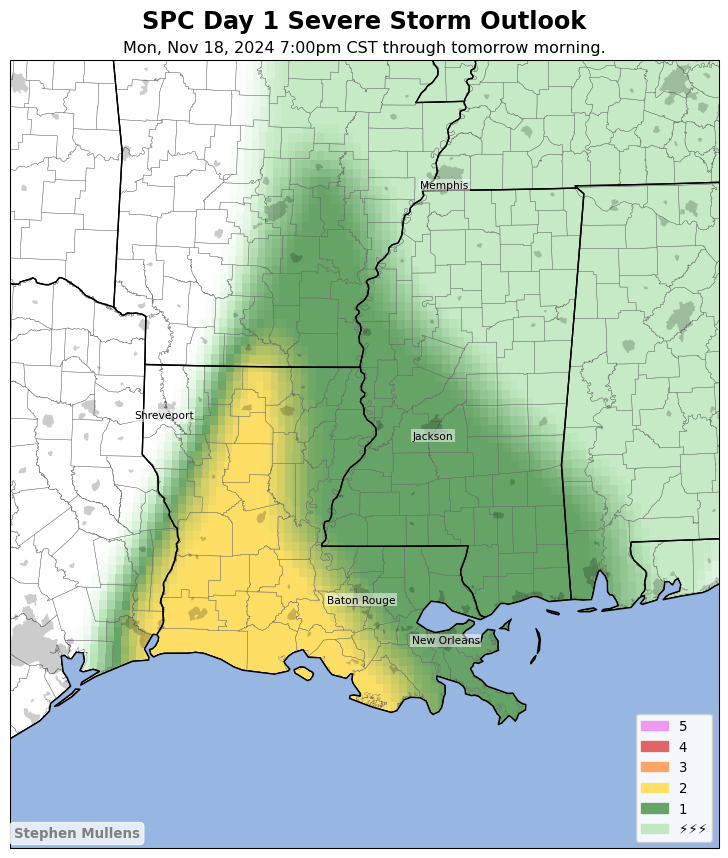 SPC Day 1 Severe Storm Outlook
Mon, Nov 18, 2024 7:00pm CST through tomorrow morning.
Memphis
Shreveport
Jackson
Baton Rouge
New Orleans
5
4
3
2
1
⚡⚡⚡
Stephen Mullens